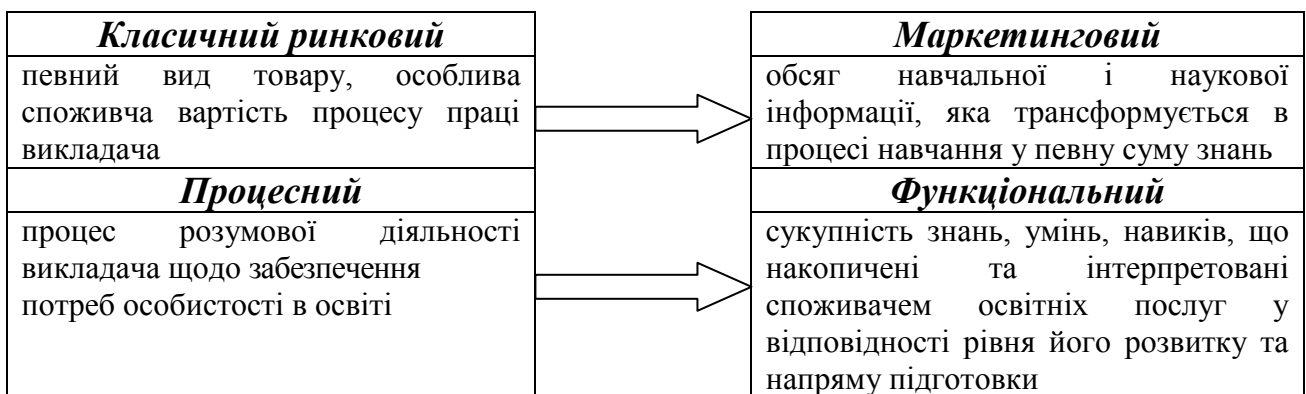 Класичний ринковий
певний вид товару, особлива
споживча вартість процесу праці
викладача
Процесний
процес розумової діяльності
викладача щодо забезпечення
потреб особистості в освіті
Маркетинговий
обсяг навчальної і наукової
інформації, яка трансформується в
процесі навчання у певну суму знань
Функціональний
сукупність знань, умінь, навиків, що
накопичені та інтерпретовані
споживачем освітніх послуг у
відповідності рівня його розвитку та
напряму підготовки